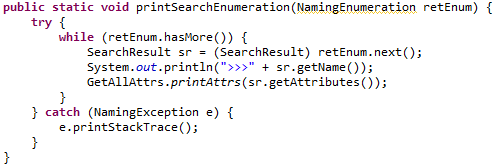 public static void printSearchEnumeration(NamingEnumeration retEnum) {
    try {
        while (retEnum.hasMore()) {
            SearchResult sr = (SearchResult) retEnum.next();
            System.out.println(">>>" + sr.getName());
            GetAllAttrs.printAttrs(sr.getAttributes());
        }
    } catch (NamingException e) {
        e.printStackTrace();
    }
}